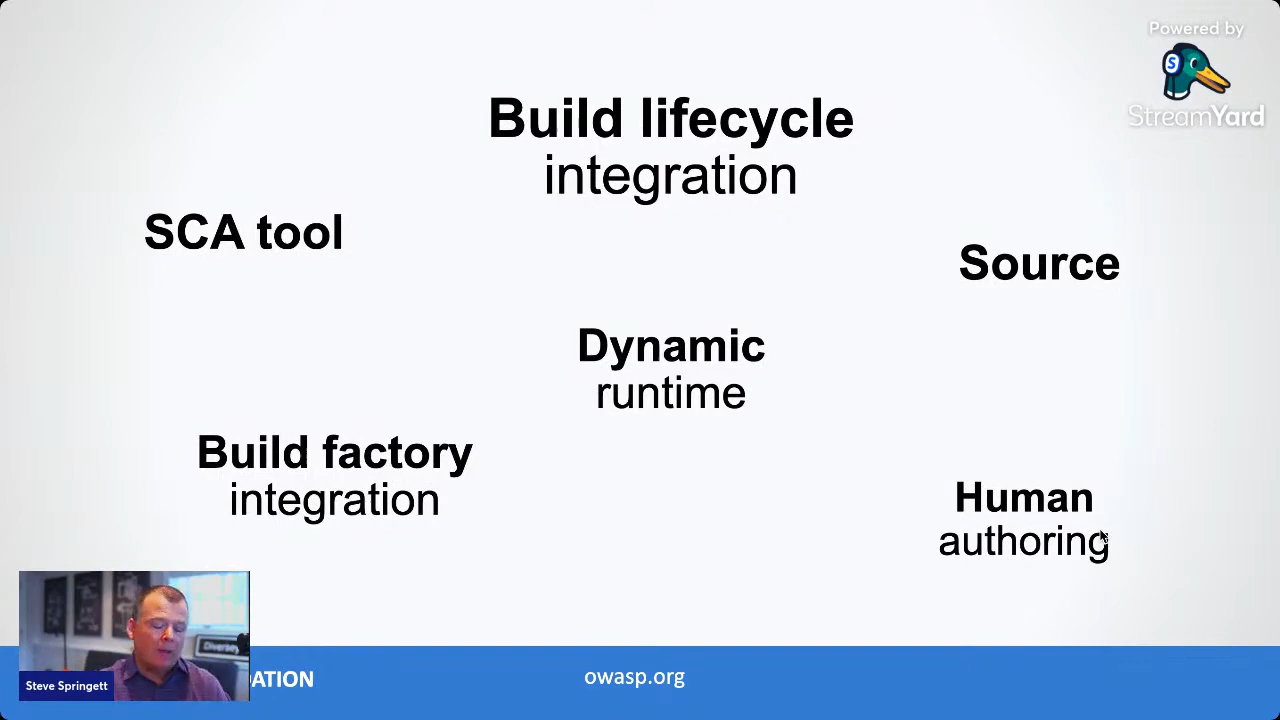 Powered by
StreamYard
Build lifecycle
integration
SCA tool
Source
Dynamic
runtime
Build factory
integration
Human
authoring
Steve Springett
DATION
owasp.org